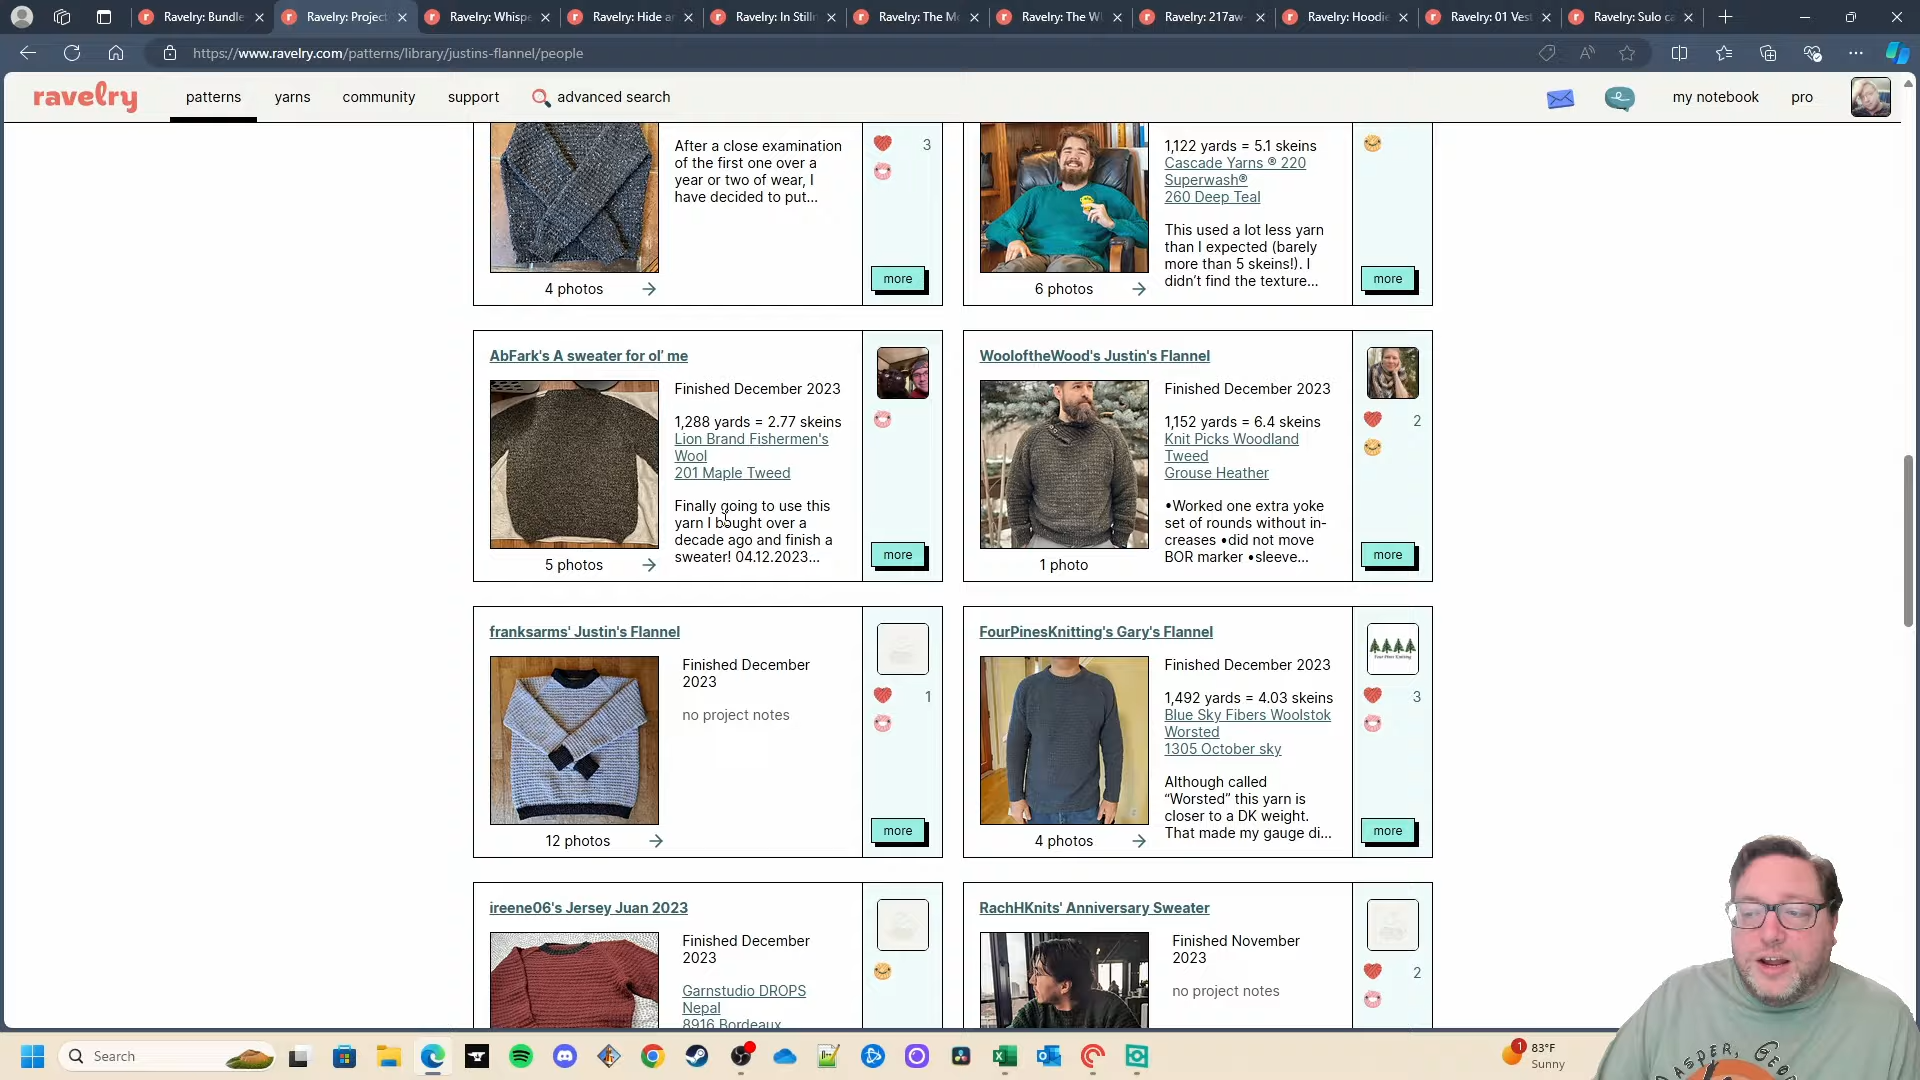 Ravelry: Bundle
Ravelry: Project
Ravelry: Whispe
Ravelry: Hide an
Ravelry: In Stilln
Ravelry: The Me
Ravelry: The W
Ravelry: 217aw-
Ravelry: Hoodie
Ravelry: 01 Vest
Ravelry: Sulo ca
https://www.ravelry.com/patterns/library/justins-flannel/people
ravelry
patterns
yarns
community
support
advanced search
my notebook
pro
After a close examination
of the first one over a
year or two of wear, I
have decided to put...
3
4 photos
more
1,122 yards = 5.1 skeins
Cascade Yarns ® 220
Superwash®
260 Deep Teal
This used a lot less yarn
than I expected (barely
more than 5 skeins!). I
didn't find the texture...
6 photos
more
AbFark's A sweater for ol' me
Finished December 2023
1,288 yards = 2.77 skeins
Lion Brand Fishermen's
Wool
201 Maple Tweed
Finally going to use this
yarn I bought over a
decade ago and finish a
sweater! 04.12.2023...
5 photos
more
WooloftheWood's Justin's Flannel
Finished December 2023
1,152 yards = 6.4 skeins
Knit Picks Woodland
Tweed
Grouse Heather
•Worked one extra yoke
set of rounds without in-
creases •did not move
BOR marker •sleeve...
2
1 photo
more
franksarms' Justin's Flannel
Finished December
2023
no project notes
1
12 photos
more
FourPinesKnitting's Gary's Flannel
Finished December 2023
1,492 yards = 4.03 skeins
Blue Sky Fibers Woolstok
Worsted
1305 October sky
Although called
“Worsted” this yarn is
closer to a DK weight.
That made my gauge di...
Four Pines Knitting
3
4 photos
more
ireene06's Jersey Juan 2023
Finished December
2023
Garnstudio DROPS
Nepal
8916 Bordeaux
RachHKnits' Anniversary Sweater
Finished November
2023
no project notes
2
Search
1
83°F
Sunny